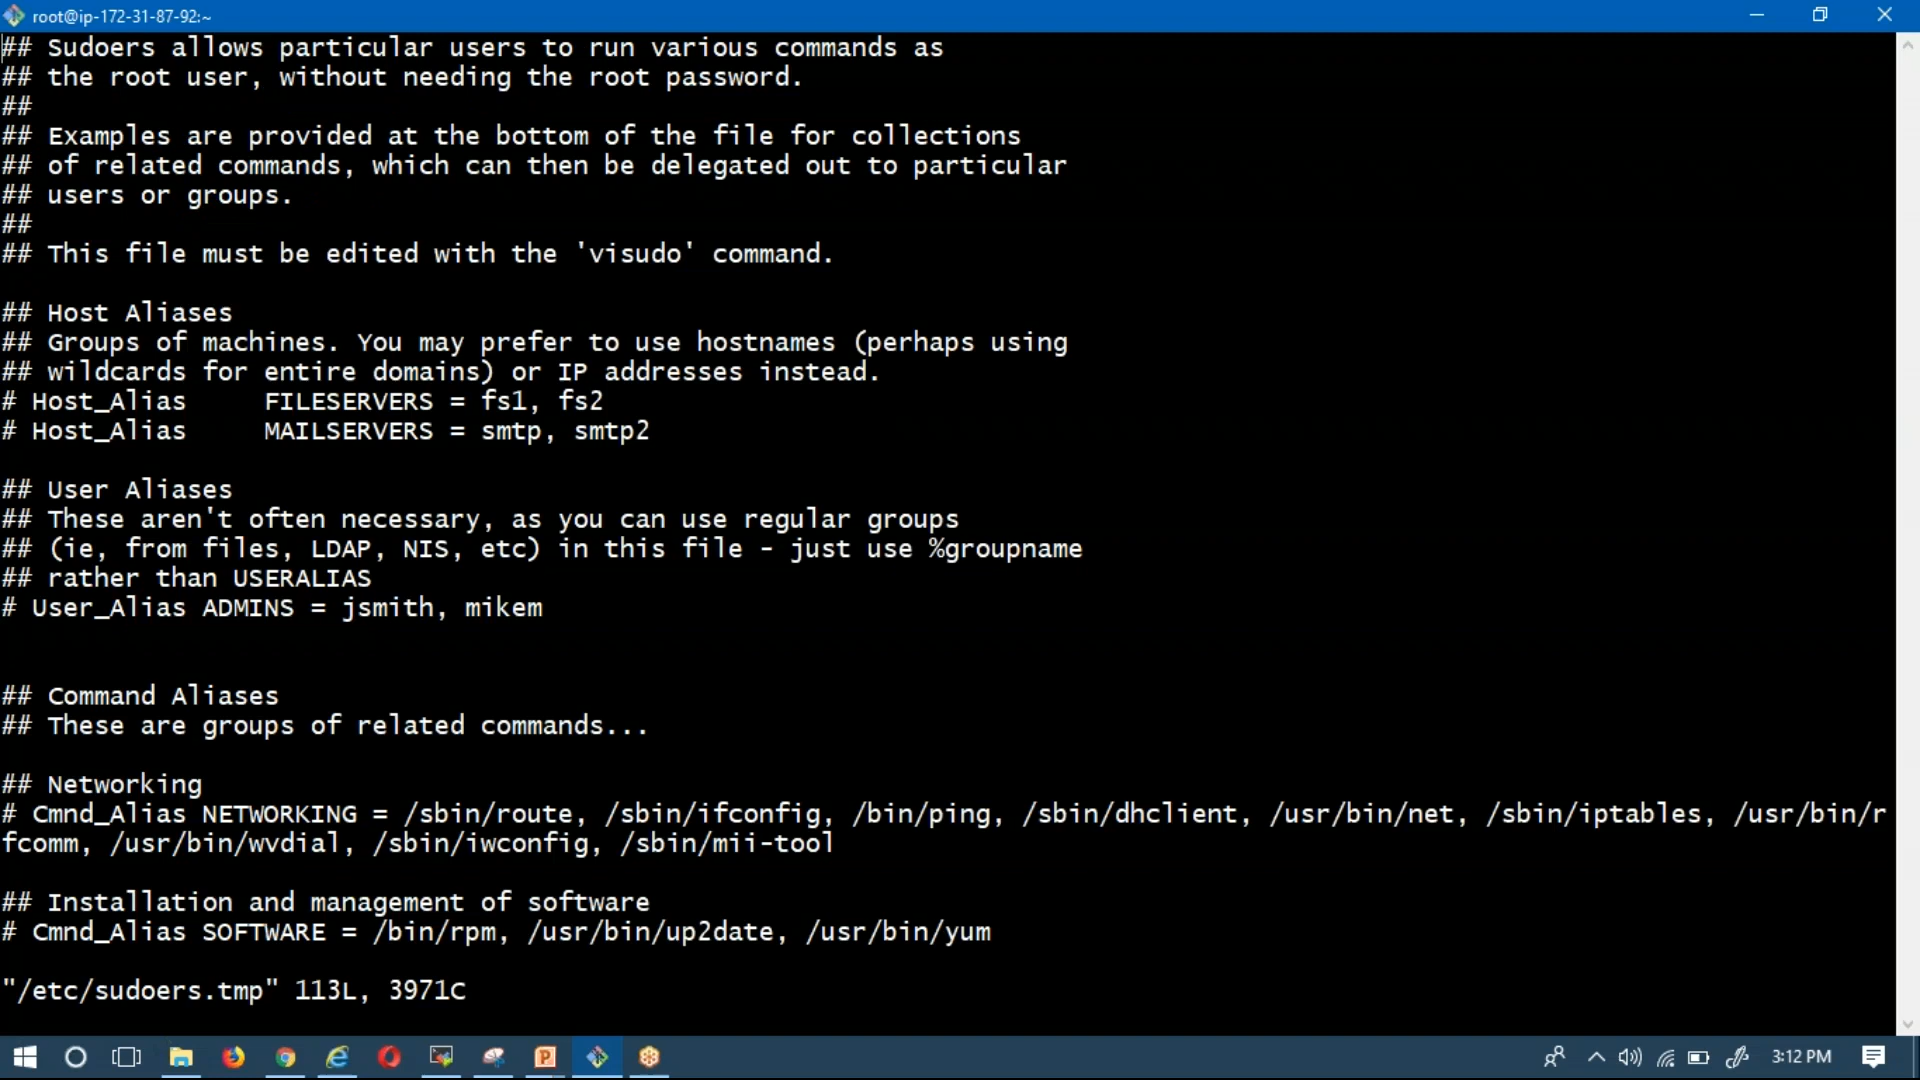 root@ip-172-31-87-92:~
## Sudoers allows particular users to run various commands as
## the root user, without needing the root password.
##
## Examples are provided at the bottom of the file for collections
## of related commands, which can then be delegated out to particular
## users or groups.
##
## This file must be edited with the 'visudo' command.
## Host Aliases
## Groups of machines. You may prefer to use hostnames (perhaps using
## wildcards for entire domains) or IP addresses instead.
# Host_Alias     FILESERVERS = fs1, fs2
# Host_Alias     MAILSERVERS = smtp, smtp2
## User Aliases
## These aren't often necessary, as you can use regular groups
## (ie, from files, LDAP, NIS, etc) in this file - just use %groupname
## rather than USERALIAS
# User_Alias ADMINS = jsmith, mikem
## Command Aliases
## These are groups of related commands...
## Networking
# Cmnd_Alias NETWORKING = /sbin/route, /sbin/ifconfig, /bin/ping, /sbin/dhclient, /usr/bin/net, /sbin/iptables, /usr/bin/r
fcomm, /usr/bin/wvdial, /sbin/iwconfig, /sbin/mii-tool
## Installation and management of software
# Cmnd_Alias SOFTWARE = /bin/rpm, /usr/bin/up2date, /usr/bin/yum
"/etc/sudoers.tmp" 113L, 3971C
3:12 PM